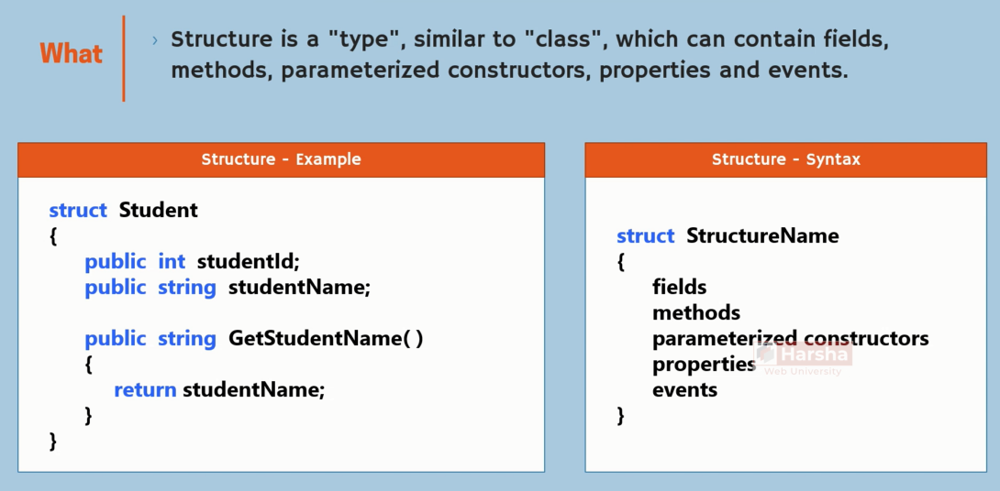 What
› Structure is a "type", similar to "class", which can contain fields,
methods, parameterized constructors, properties and events.
Structure - Example
struct Student
{
public int studentId;
public string studentName;
public string GetStudentName( )
{
return studentName;
}
}
Structure - Syntax
struct StructureName
{
fields
methods
parameterized constructors
properties
events
}
Harsha
Web University